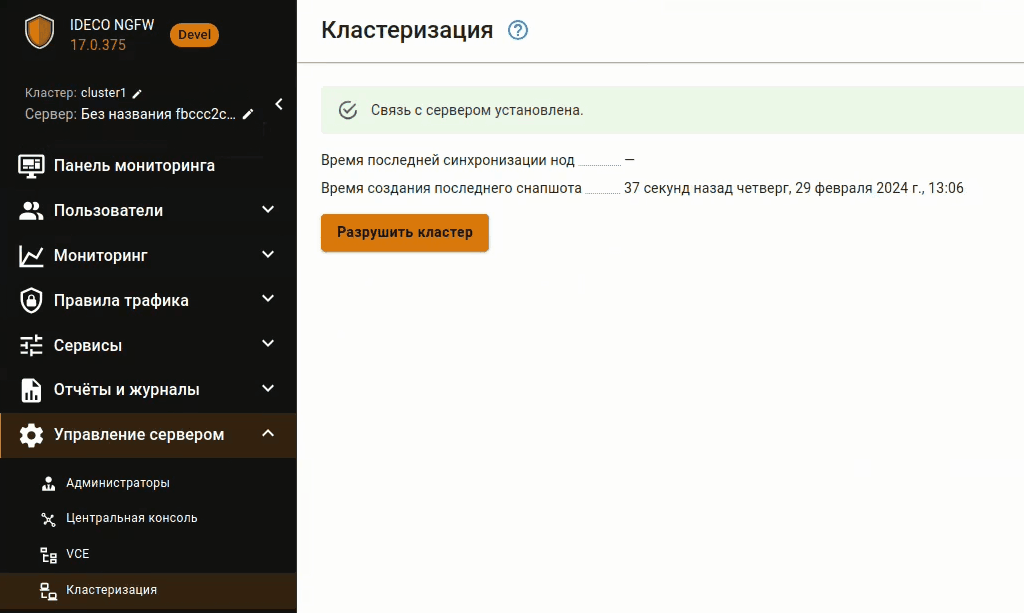 IDECO NGFW
17.0.375
Devel
Кластер: cluster1
Сервер: Без названия fbccc2c...
Панель мониторинга
Пользователи
Мониторинг
Правила трафика
Сервисы
Отчёты и журналы
Управление сервером
Администраторы
Центральная консоль
VCE
Кластеризация
Кластеризация ?
Связь с сервером установлена.
Время последней синхронизации нод —
Время создания последнего снапшота 37 секунд назад четверг, 29 февраля 2024 г., 13:06
Разрушить кластер